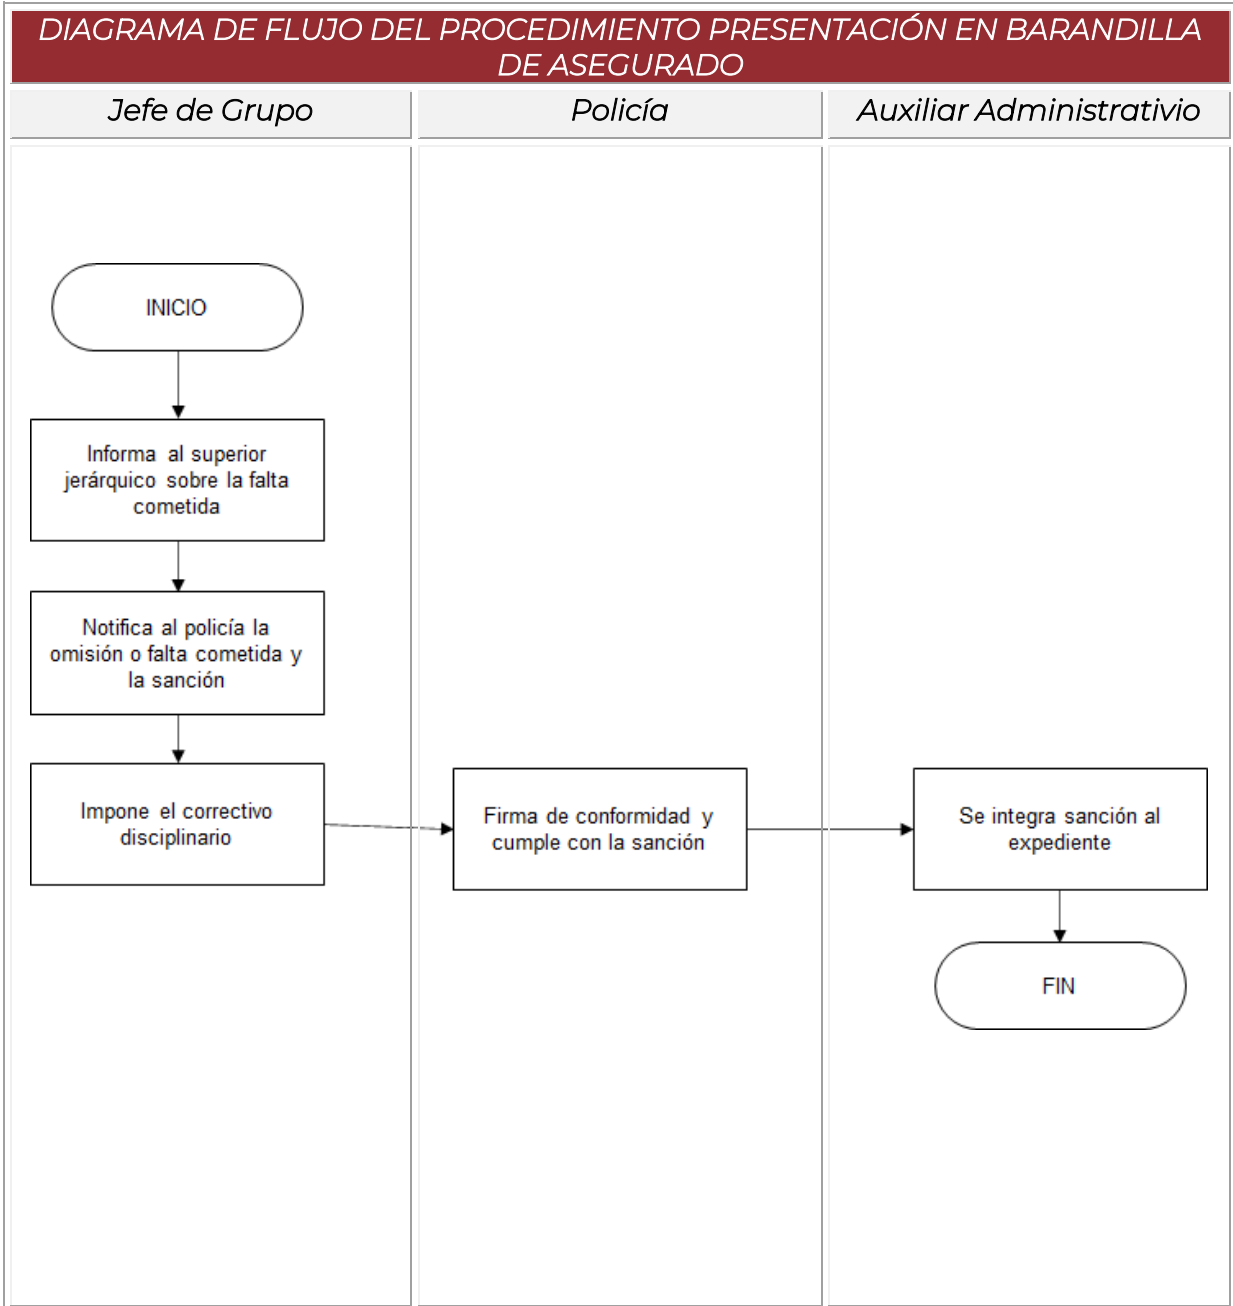 DIAGRAMA DE FLUJO DEL PROCEDIMIENTO PRESENTACIÓN EN BARANDILLA
DE ASEGURADO
Jefe de Grupo
Policía
Auxiliar Administrativio
INICIO
Informa al superior
jerárquico sobre la falta
cometida
Notifica al policía la
omisión o falta cometida y
la sanción
Impone el correctivo
disciplinario
Firma de conformidad y
cumple con la sanción
Se integra sanción al
expediente
FIN